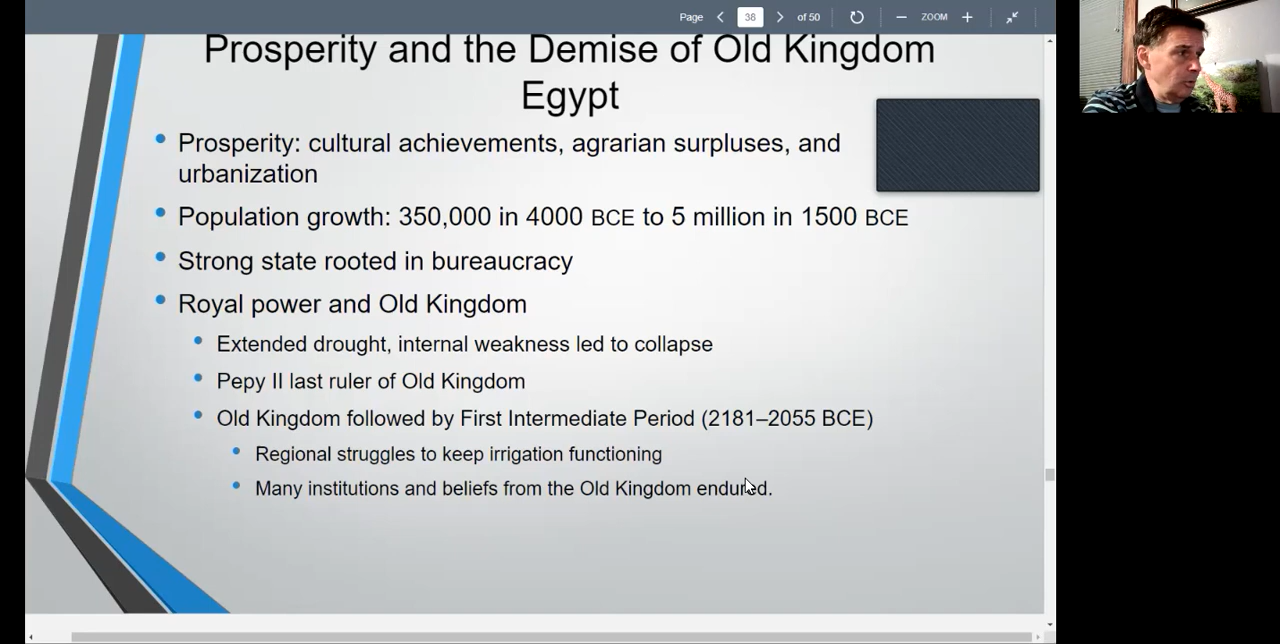 Page 38 of 50 ZOOM
Prosperity and the Demise of Old Kingdom
Egypt
Prosperity: cultural achievements, agrarian surpluses, and
urbanization
Population growth: 350,000 in 4000 BCE to 5 million in 1500 BCE
Strong state rooted in bureaucracy
Royal power and Old Kingdom
Extended drought, internal weakness led to collapse
Pepy II last ruler of Old Kingdom
Old Kingdom followed by First Intermediate Period (2181–2055 BCE)
Regional struggles to keep irrigation functioning
Many institutions and beliefs from the Old Kingdom endured.